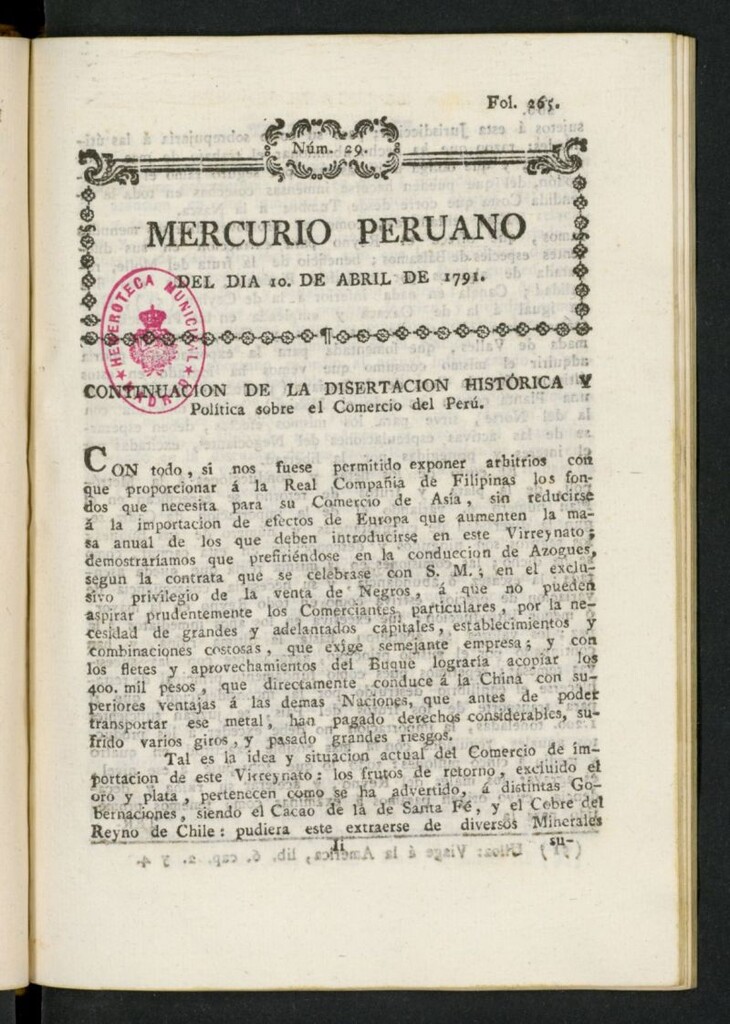 Fol. 265.
Núm. 29.
MERCURIO PERUANO
DEL DIA 10. DE ABRIL DE 1791.
HEMEROTECA MUNICIPAL
★ MADRID ★
CONTINUACION DE LA DISERTACION HISTÓRICA Y
Política sobre el Comercio del Perú.
CON todo, si nos fuese permitido exponer arbitrios con
que proporcionar á la Real Compañia de Filipinas los fon-
dos que necesita para su Comercio de Asía, sin reducirse
á la importacion de efectos de Europa que aumenten la ma-
sa anual de los que deben introducirse en este Virreynato;
demostraríamos que prefiriéndose en la conduccion de Azogues,
segun la contrata que se celebrase con S. M.; en el exclu-
sivo privilegio de la venta de Negros, á que no pueden
aspirar prudentemente los Comerciantes particulares, por la ne-
cesidad de grandes y adelantados capitales, establecimientos y
combinaciones costosas, que exige semejante empresa; y con
los fletes y aprovechamientos del Buque lograría acopiar los
400. mil pesos, que directamente conduce á la China con su-
periores ventajas á las demas Naciones, que antes de poder
transportar ese metal, han pagado derechos considerables, su-
frido varios giros, y pasado grandes riesgos.
Tal es la idea y situacion actual del Comercio de im-
portacion de este Virreynato: los frutos de retorno, excluido el
oro y plata, pertenecen como se ha advertido, á distintas Go-
bernaciones, siendo el Cacao de la de Santa Fé, y el Cobre del
Reyno de Chile: pudiera este extraerse de diversos Minerales
Ii su-